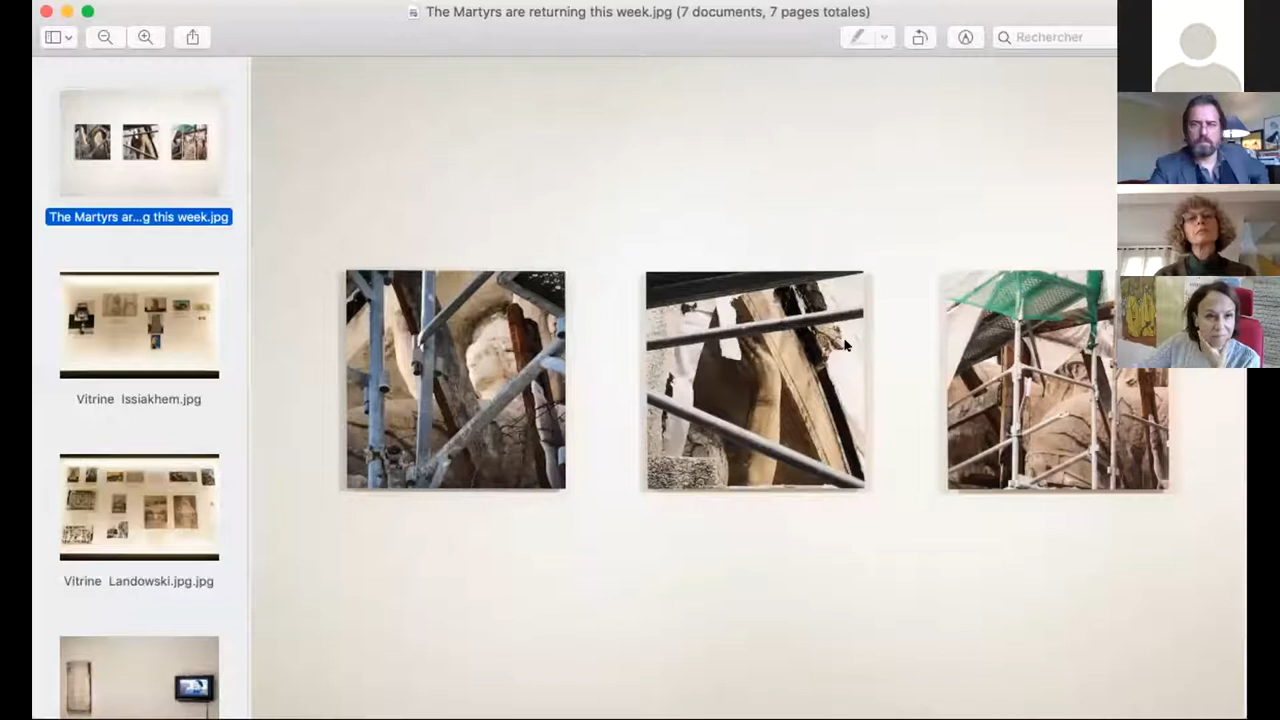 The Martyrs are returning this week.jpg (7 documents, 7 pages totales)
Rechercher
The Martyrs ar...g this week.jpg
Vitrine Issiakhem.jpg
Vitrine Landowski.jpg.jpg